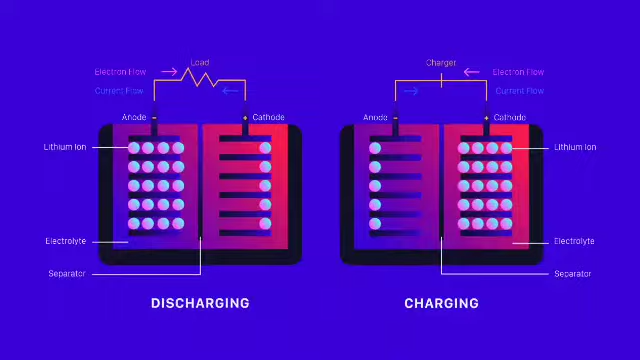 Load
Electron Flow
Current Flow
Anode -
+ Cathode
Lithium Ion
Electrolyte
Separator
DISCHARGING
Charger
Electron Flow
Current Flow
Anode -
+ Cathode
Lithium Ion
Electrolyte
Separator
CHARGING